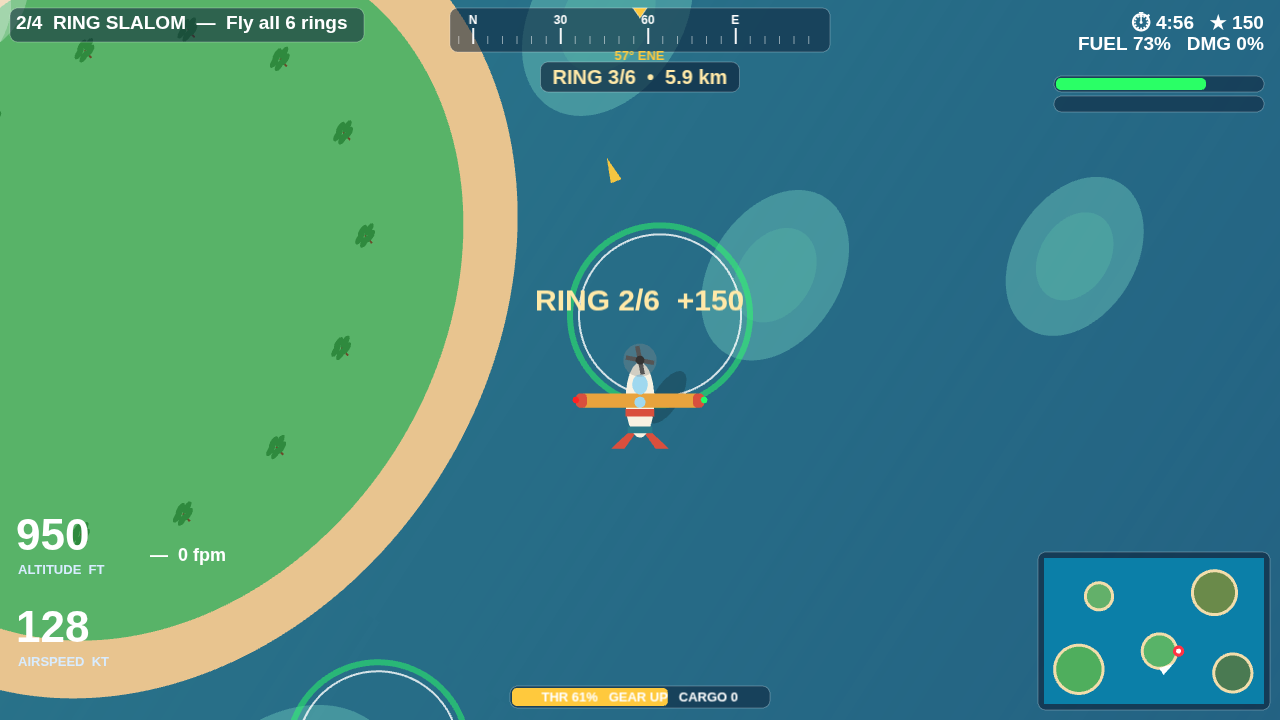 2/4 RING SLALOM — Fly all 6 rings
N 30 60 E
57° ENE
RING 3/6 • 5.9 km
⏱ 4:56 ★ 150
FUEL 73% DMG 0%
RING 2/6 +150
950
ALTITUDE FT
— 0 fpm
128
AIRSPEED KT
THR 61% GEAR UP CARGO 0